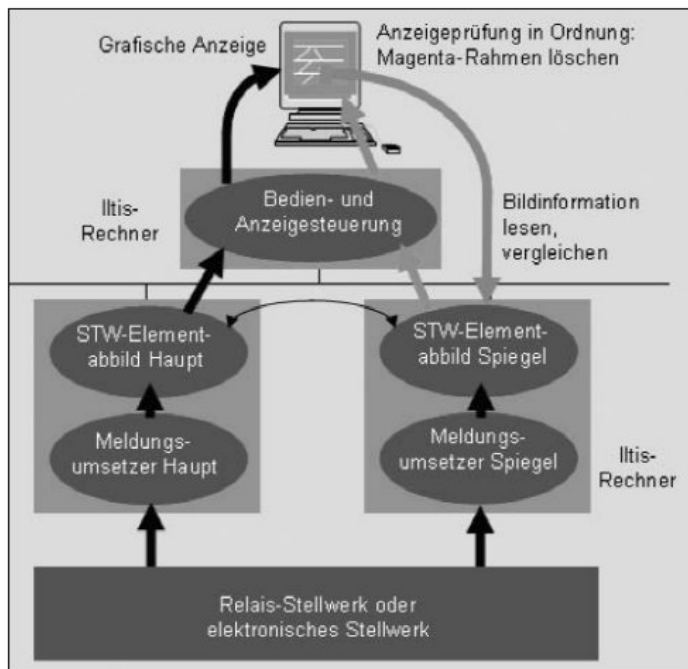 Grafische Anzeige
Anzeigeprüfung in Ordnung:
Magenta-Rahmen löschen
Iltis-
Rechner
Bedien- und
Anzeigesteuerung
Bildinformation
lesen,
vergleichen
STW-Element-
abbild Haupt
STW-Element-
abbild Spiegel
Meldungs-
umsetzer Haupt
Meldungs-
umsetzer Spiegel
Iltis-
Rechner
Relais-Stellwerk oder
elektronisches Stellwerk